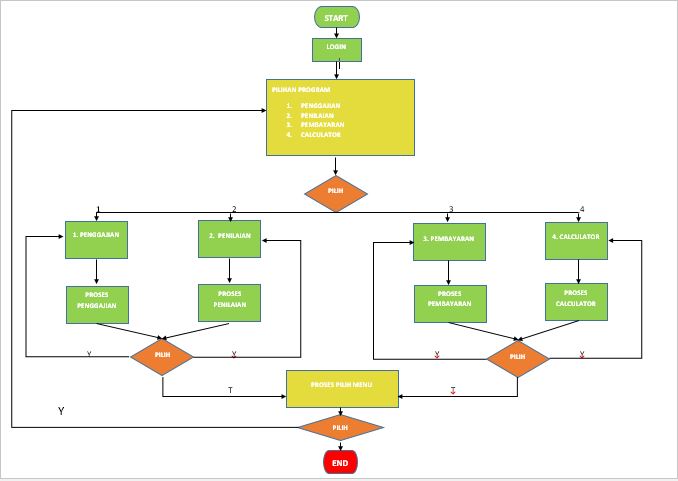 START
LOGIN
PILIHAN PROGRAM
1. PENGGAJIAN
2. PENILAIAN
3. PEMBAYARAN
4. CALCULATOR
PILIH
1
2
3
4
1. PENGGAJIAN
2. PENILAIAN
3. PEMBAYARAN
4. CALCULATOR
PROSES
PENGGAJIAN
PROSES
PENILAIAN
PROSES
PEMBAYARAN
PROSES
CALCULATOR
Y
PILIH
Y
Y
PILIH
Y
T
PROSES PILIH MENU
T
Y
PILIH
END